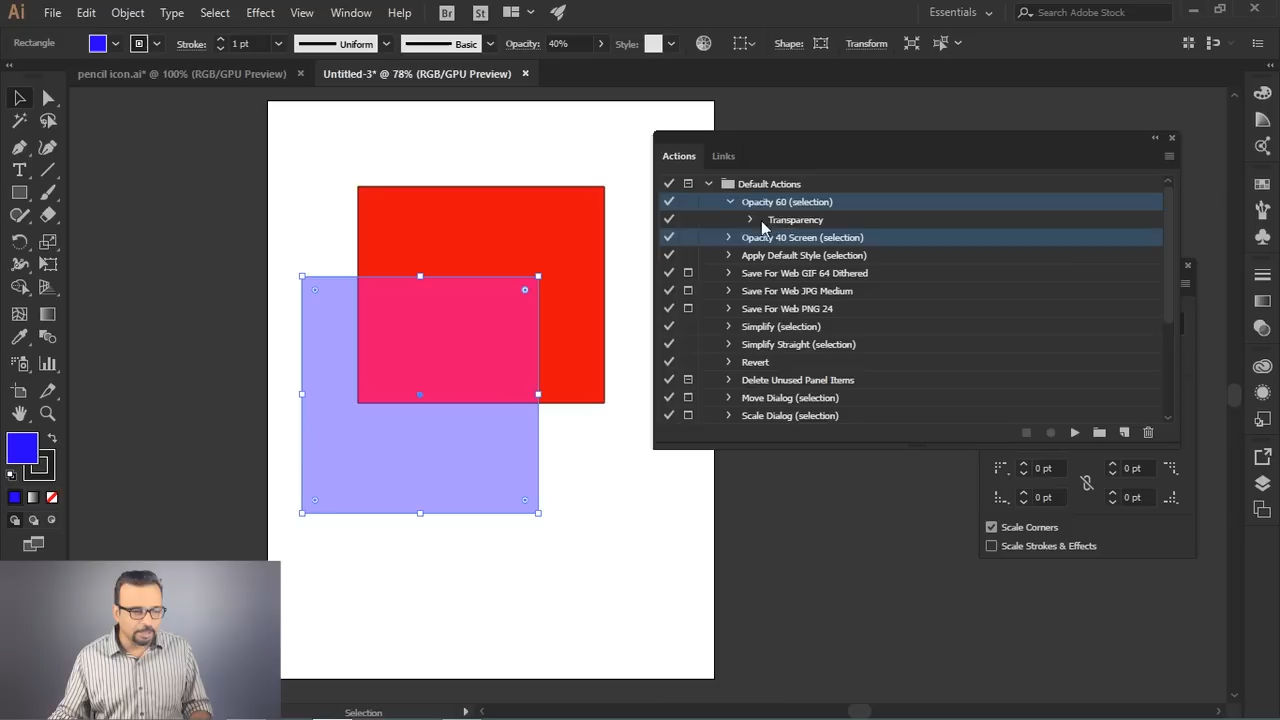 Ai File Edit Object Type Select Effect View Window Help Br St Essentials Search Adobe Stock
Rectangle Stroke: 1 pt Uniform Basic Opacity: 40% Style: Shape: Transform
pencil icon.ai* @ 100% (RGB/GPU Preview) Untitled-3* @ 78% (RGB/GPU Preview)
Actions Links
Default Actions
Opacity 60 (selection)
Transparency
Opacity 40 Screen (selection)
Apply Default Style (selection)
Save For Web GIF 64 Dithered
Save For Web JPG Medium
Save For Web PNG 24
Simplify (selection)
Simplify Straight (selection)
Revert
Delete Unused Panel Items
Move Dialog (selection)
Scale Dialog (selection)
0 pt 0 pt
0 pt 0 pt
Scale Corners
Scale Strokes & Effects
Selection